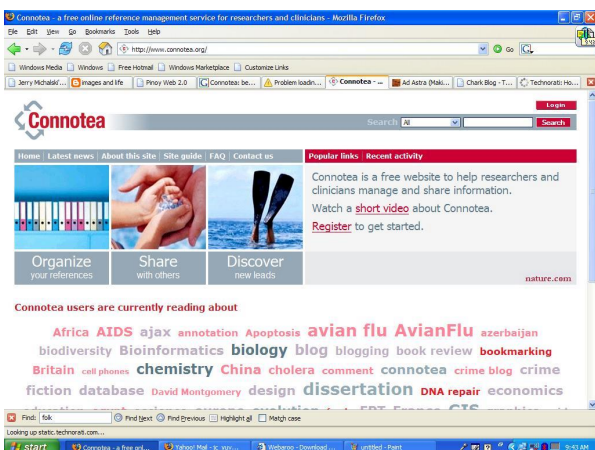 Connotea - a free online reference management service for researchers and clinicians - Mozilla Firefox
File Edit View Go Bookmarks Tools Help
http://www.connotea.org/ Go
Windows Media Windows Free Hotmail Windows Marketplace Customize Links
Jerry Michalski'... images and life Pinoy Web 2.0 Connotea: be... Problem loadin... Connotea - ... Ad Astra (Maki... Chark Blog - T... Technorati: Ho...
Login
Connotea
Search All Search
Home | Latest news | About this site | Site guide | FAQ | Contact us
Popular links | Recent activity
Connotea is a free website to help researchers and
clinicians manage and share information.
Watch a short video about Connotea.
Register to get started.
Organize Share Discover
your references with others new leads
nature.com
Connotea users are currently reading about
Africa AIDS ajax annotation Apoptosis avian flu AvianFlu azerbaijan
biodiversity Bioinformatics biology blog blogging book review bookmarking
Britain cell phones chemistry China cholera comment connotea crime blog crime
fiction database David Montgomery design dissertation DNA repair economics
Find: folk Find Next Find Previous Highlight all Match case
Looking up static.technorati.com...
start Connotea - a free onl... Yahoo! Mail - Webaroo - Download ... untitled - Paint 9:43 AM